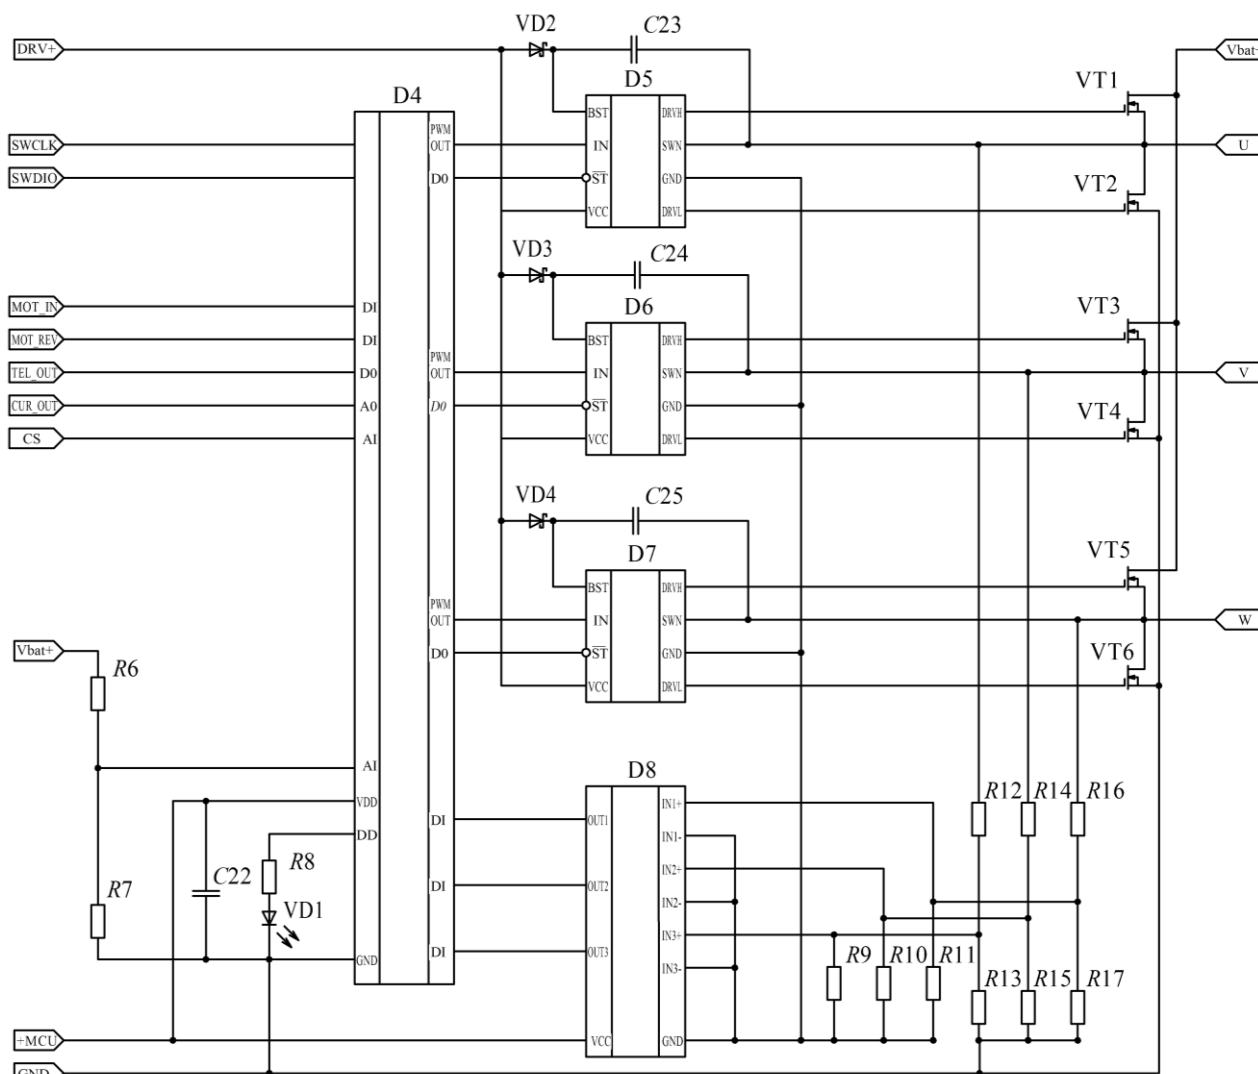 DRV+
VD2
C23
Vbat+
D5
VT1
D4
BST
DRVH
SWCLK
PWM
OUT
IN
SWN
U
SWDIO
D0
ST
GND
VT2
VCC
DRVL
VD3
C24
D6
VT3
MOT_IN
DI
BST
DRVH
MOT_REV
DI
PWM
TEL_OUT
D0
OUT
IN
SWN
V
CUR_OUT
A0
D0
ST
GND
VT4
CS
AI
VCC
DRVL
VD4
C25
D7
VT5
BST
DRVH
PWM
OUT
IN
SWN
W
Vbat+
D0
ST
GND
VT6
R6
VCC
DRVL
AI
D8
VDD
IN1+
R12
R14
R16
DI
OUT1
DD
IN1-
R8
IN2+
C22
DI
OUT2
R7
VD1
IN2-
IN3+
DI
OUT3
R9
R10
R11
GND
IN3-
R13
R15
R17
+MCU
VCC
GND
GND